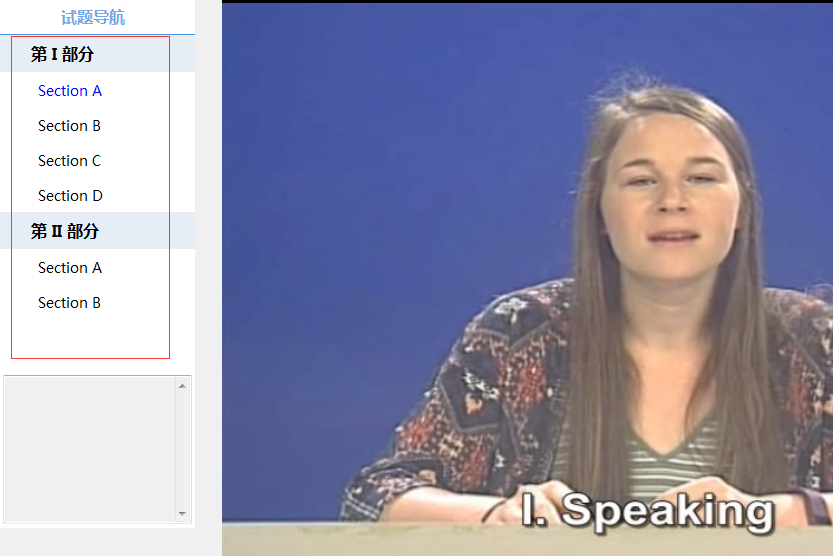 试题导航
第 I 部分
Section A
Section B
Section C
Section D
第 II 部分
Section A
Section B
I. Speaking